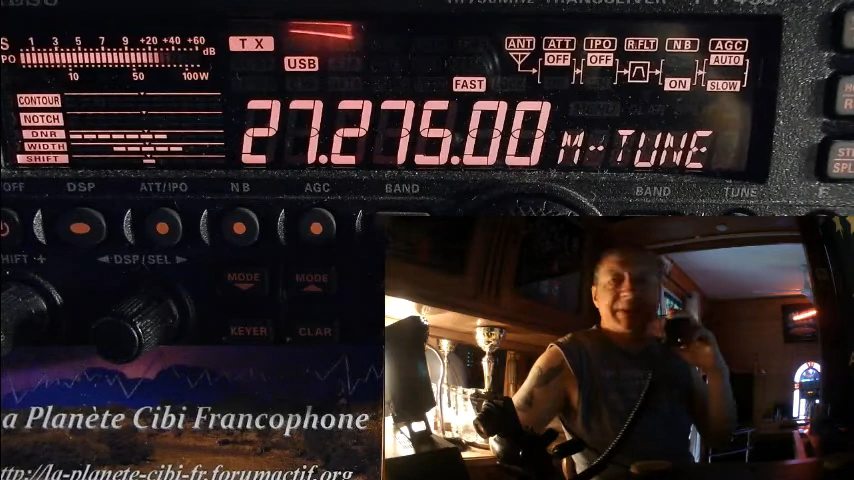 S 1 3 5 7 9 +20 +40 +60 dB
PO 10 50 100W
TX
USB
FAST
ANT ATT IPO R.FLT NB AGC
OFF OFF AUTO
ON SLOW
CONTOUR
NOTCH
DNR
WIDTH
SHIFT
27.275.00 M-TUNE
OFF DSP ATT/IPO NB AGC BAND BAND TUNE
SHIFT + ◄DSP/SEL►
MODE MODE
KEYER CLAR
a Planète Cibi Francophone
ttp://la-planete-cibi-fr.forumactif.org